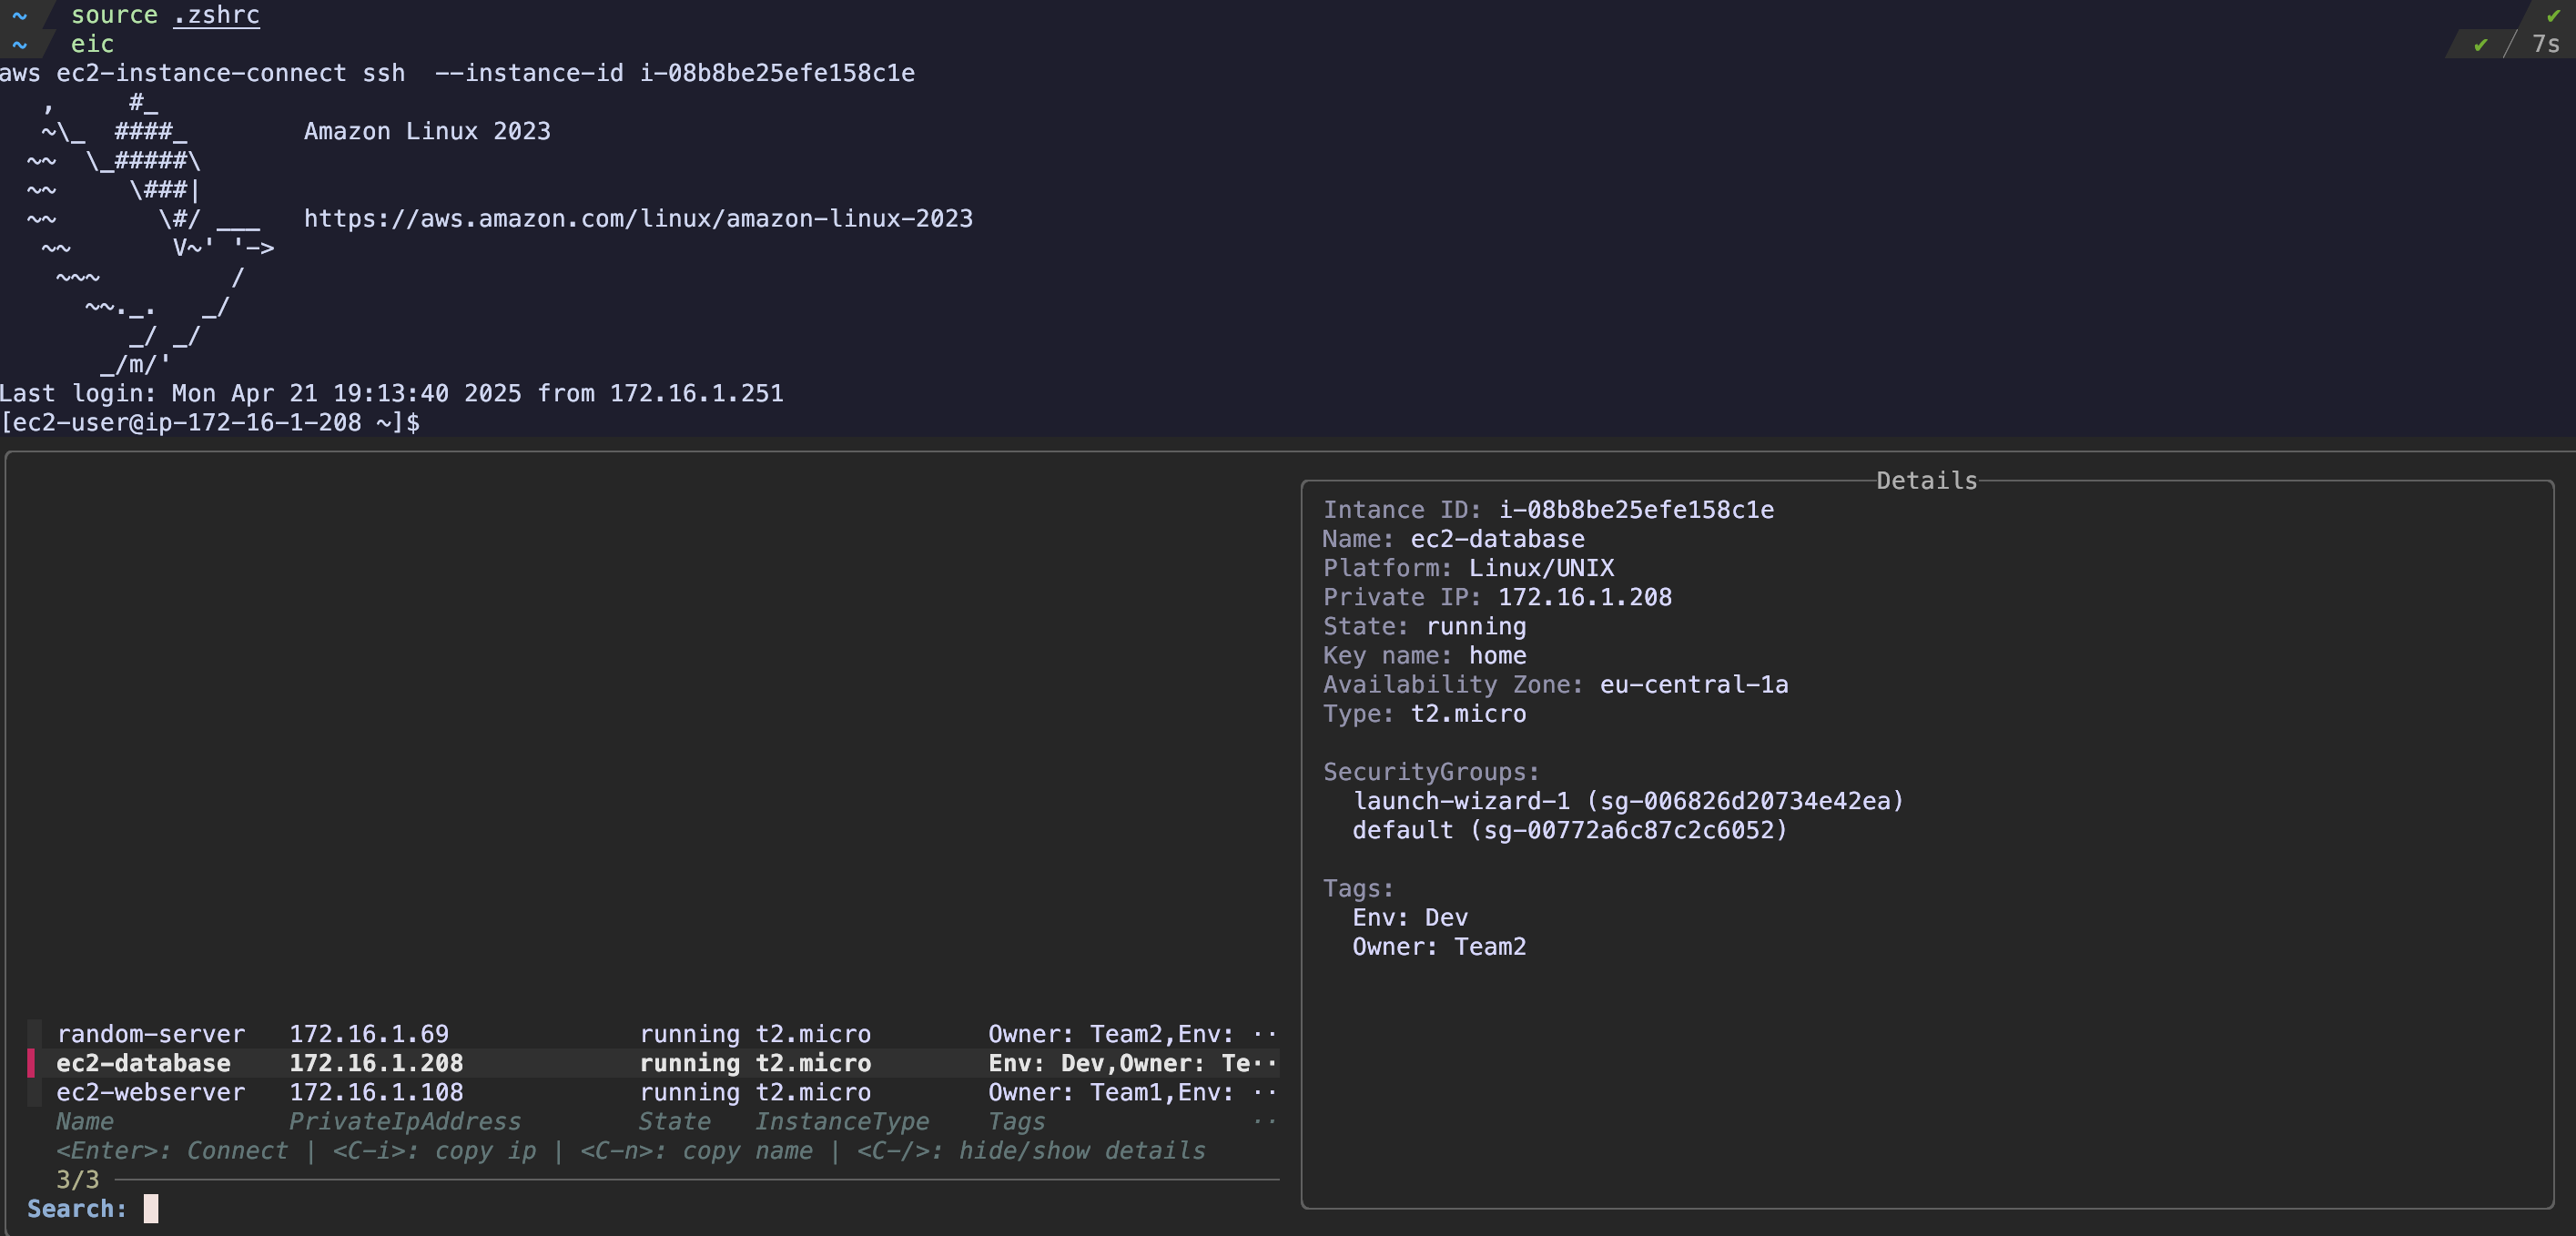 ~ source .zshrc ✔
~ eic ✔ 7s
aws ec2-instance-connect ssh  --instance-id i-08b8be25efe158c1e
   ,     #_
   ~\_  ####_        Amazon Linux 2023
  ~~  \_#####\
  ~~     \###|
  ~~       \#/ ___   https://aws.amazon.com/linux/amazon-linux-2023
   ~~       V~' '->
    ~~~         /
      ~~._.   _/
         _/ _/
       _/m/'
Last login: Mon Apr 21 19:13:40 2025 from 172.16.1.251
[ec2-user@ip-172-16-1-208 ~]$
Details
Intance ID: i-08b8be25efe158c1e
Name: ec2-database
Platform: Linux/UNIX
Private IP: 172.16.1.208
State: running
Key name: home
Availability Zone: eu-central-1a
Type: t2.micro
SecurityGroups:
launch-wizard-1 (sg-006826d20734e42ea)
default (sg-00772a6c87c2c6052)
Tags:
Env: Dev
Owner: Team2
random-server 172.16.1.69 running t2.micro Owner: Team2,Env: ··
ec2-database 172.16.1.208 running t2.micro Env: Dev,Owner: Te··
ec2-webserver 172.16.1.108 running t2.micro Owner: Team1,Env: ··
Name PrivateIpAddress State InstanceType Tags ··
<Enter>: Connect | <C-i>: copy ip | <C-n>: copy name | <C-/>: hide/show details
3/3
Search: